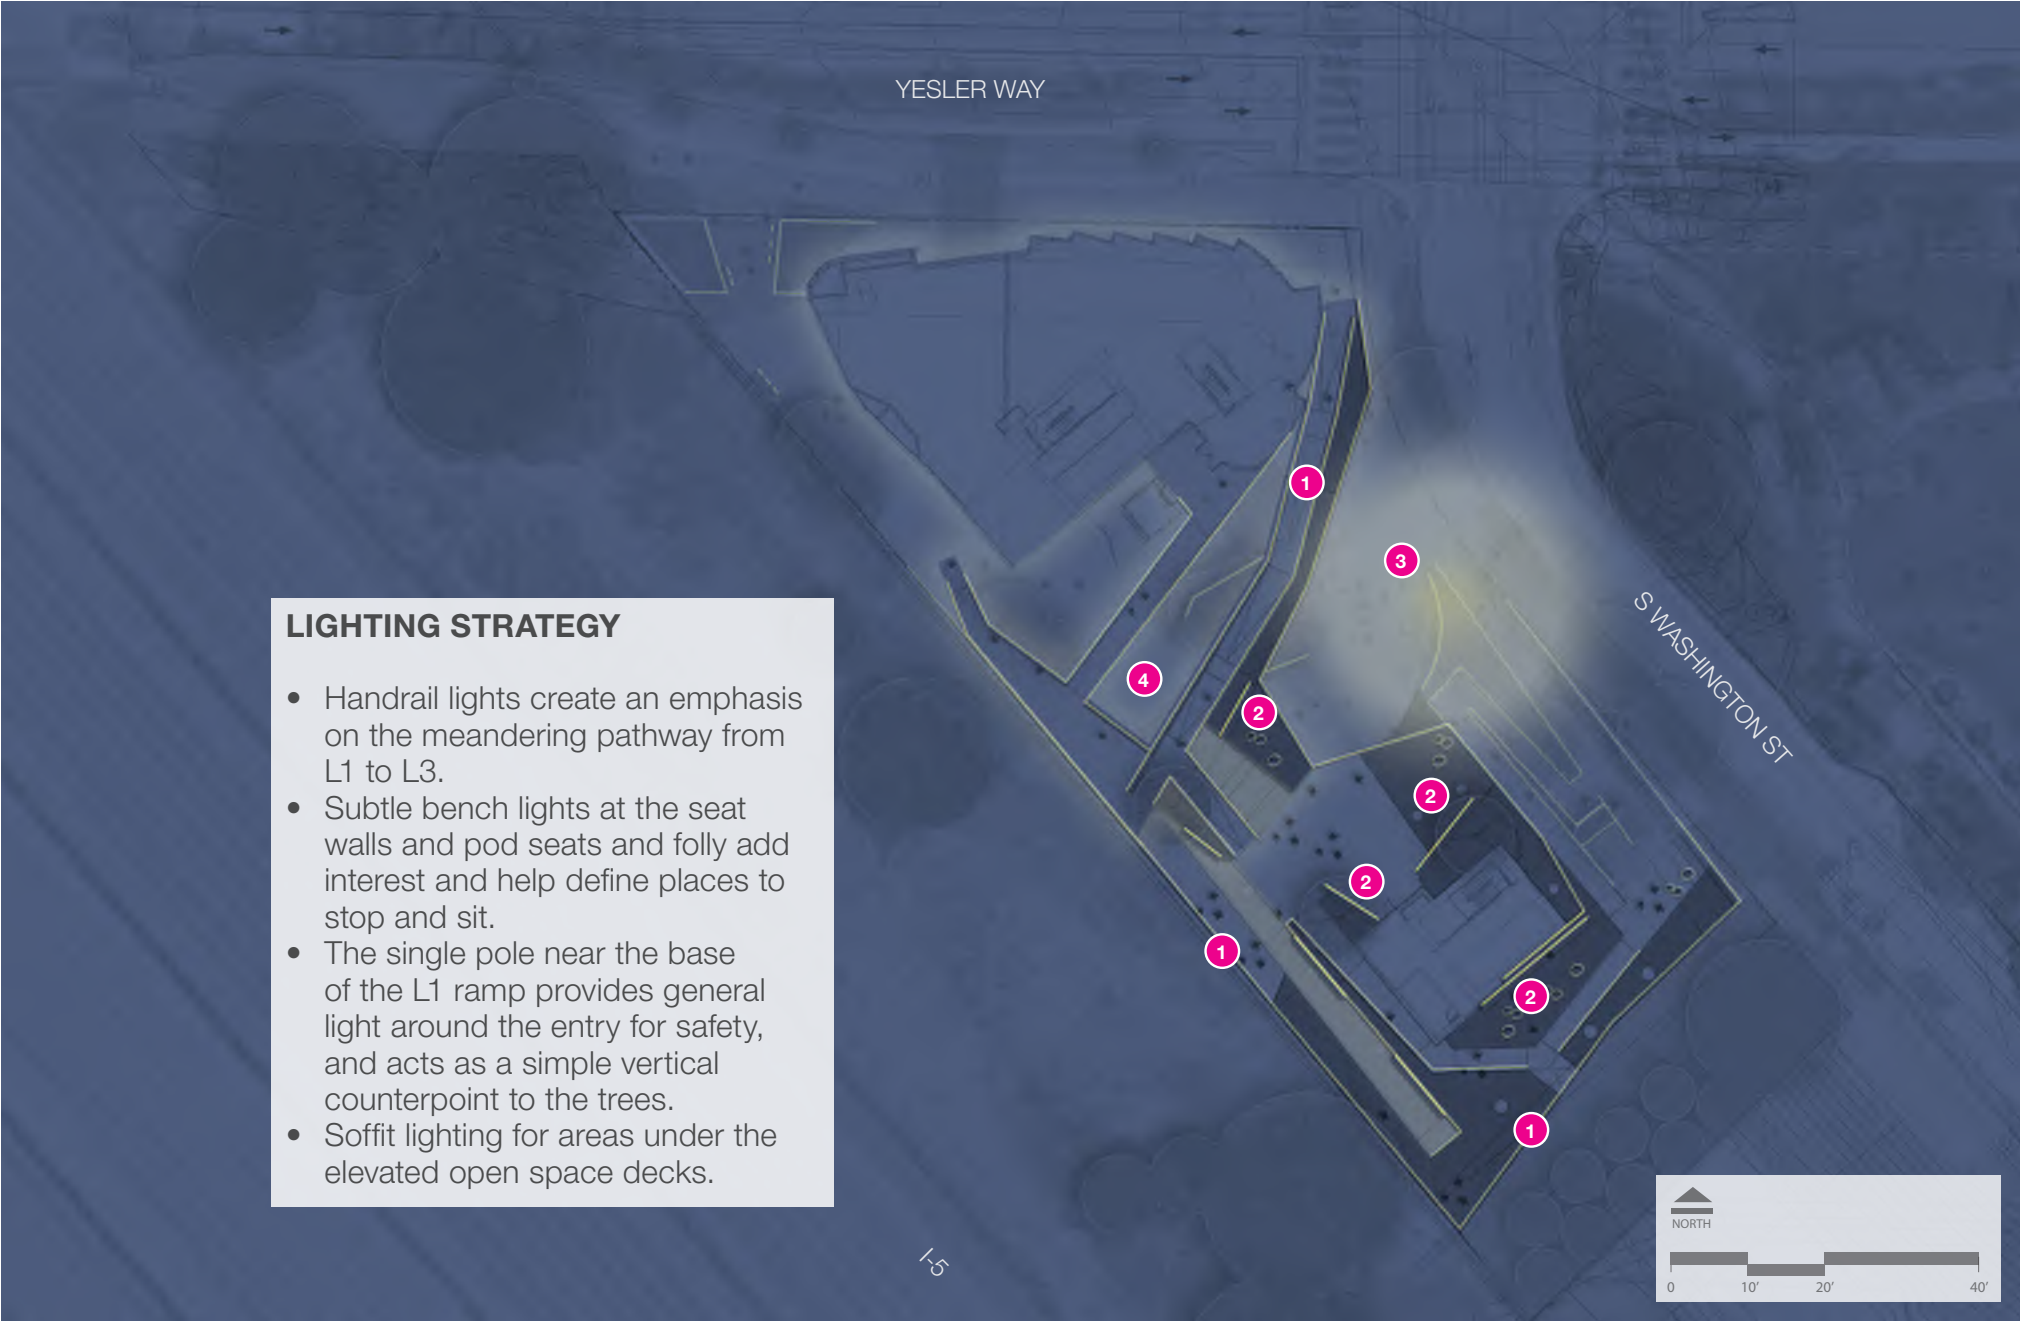 YESLER WAY
1
3
S WASHINGTON ST
4
2
2
2
1
2
1
LIGHTING STRATEGY
• Handrail lights create an emphasis
on the meandering pathway from
L1 to L3.
• Subtle bench lights at the seat
walls and pod seats and folly add
interest and help define places to
stop and sit.
• The single pole near the base
of the L1 ramp provides general
light around the entry for safety,
and acts as a simple vertical
counterpoint to the trees.
• Soffit lighting for areas under the
elevated open space decks.
I-5
NORTH
0 10' 20' 40'